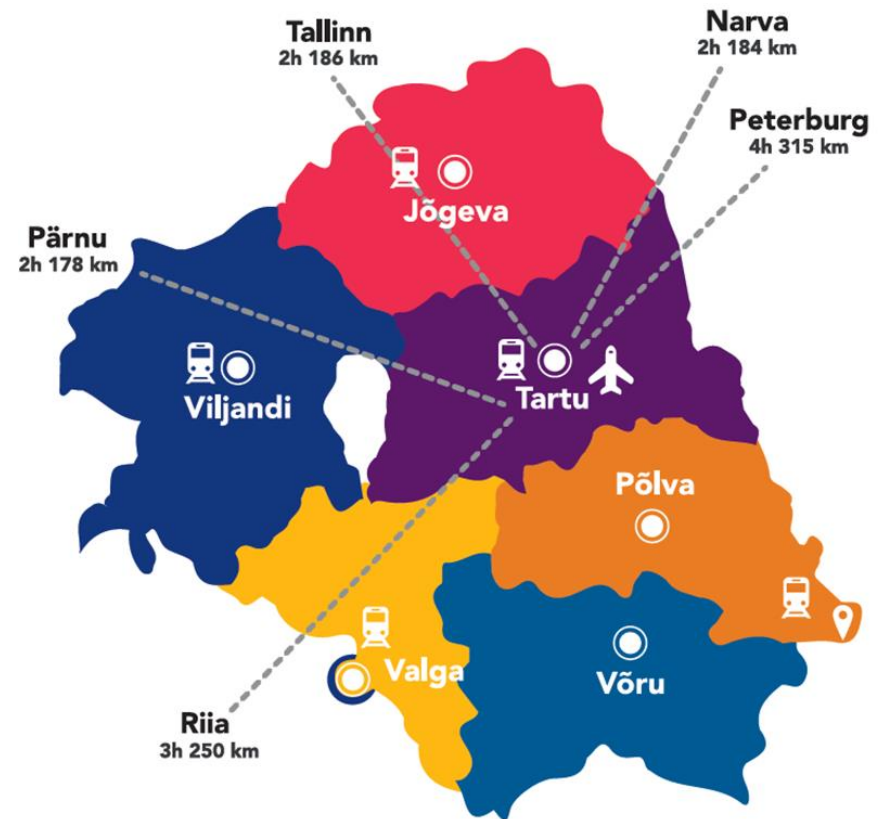 Tallinn
2h 186 km
Narva
2h 184 km
Peterburg
4h 315 km
Jõgeva
Pärnu
2h 178 km
Viljandi
Tartu
Põlva
Valga
Võru
Riia
3h 250 km